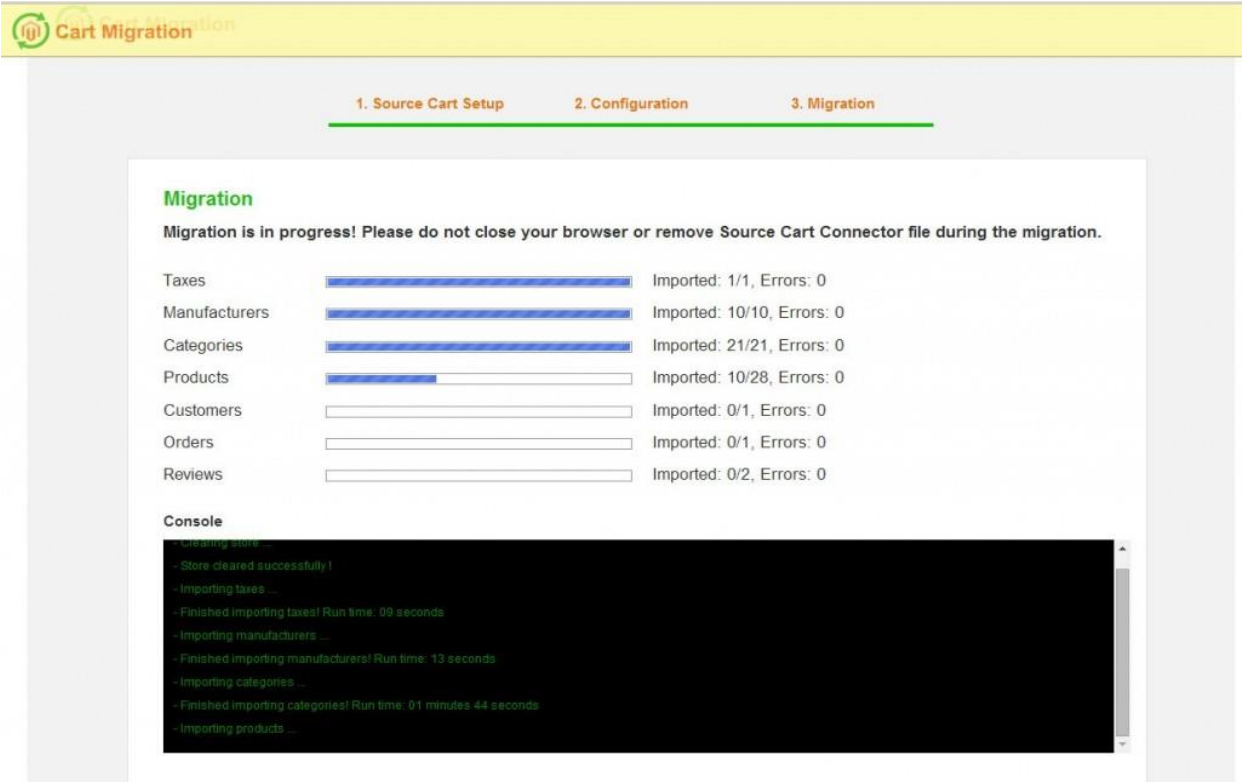 Cart Migration
Cart Migration
1. Source Cart Setup 2. Configuration 3. Migration
Migration
Migration is in progress! Please do not close your browser or remove Source Cart Connector file during the migration.
Taxes Imported: 1/1, Errors: 0
Manufacturers Imported: 10/10, Errors: 0
Categories Imported: 21/21, Errors: 0
Products Imported: 10/28, Errors: 0
Customers Imported: 0/1, Errors: 0
Orders Imported: 0/1, Errors: 0
Reviews Imported: 0/2, Errors: 0
Console
- Clearing store ...
- Store cleared successfully !
- Importing taxes ...
- Finished importing taxes! Run time: 09 seconds
- Importing manufacturers ...
- Finished importing manufacturers! Run time: 13 seconds
- Importing categories ...
- Finished importing categories! Run time: 01 minutes 44 seconds
- Importing products ...